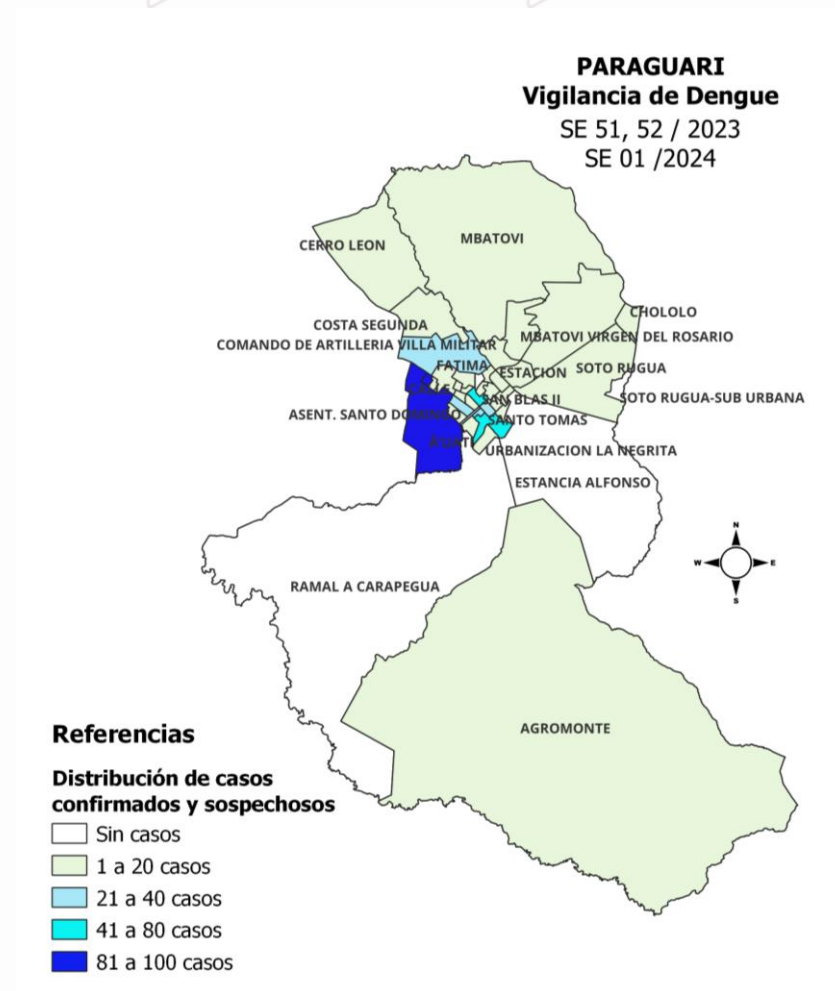 PARAGUARI
Vigilancia de Dengue
SE 51, 52 / 2023
SE 01 /2024
CERRO LEON
MBATOVI
CHOLOLO
COSTA SEGUNDA
MBATOVI VIRGEN DEL ROSARIO
COMANDO DE ARTILLERIA VILLA MILITAR
FATIMA
ESTACION
SOTO RUGUA
SAN BLAS II
SOTO RUGUA-SUB URBANA
ASENT. SANTO DOMINGO
SANTO TOMAS
URBANIZACION LA NEGRITA
ESTANCIA ALFONSO
N
W
E
S
RAMAL A CARAPEGUA
AGROMONTE
Referencias
Distribución de casos
confirmados y sospechosos
Sin casos
1 a 20 casos
21 a 40 casos
41 a 80 casos
81 a 100 casos